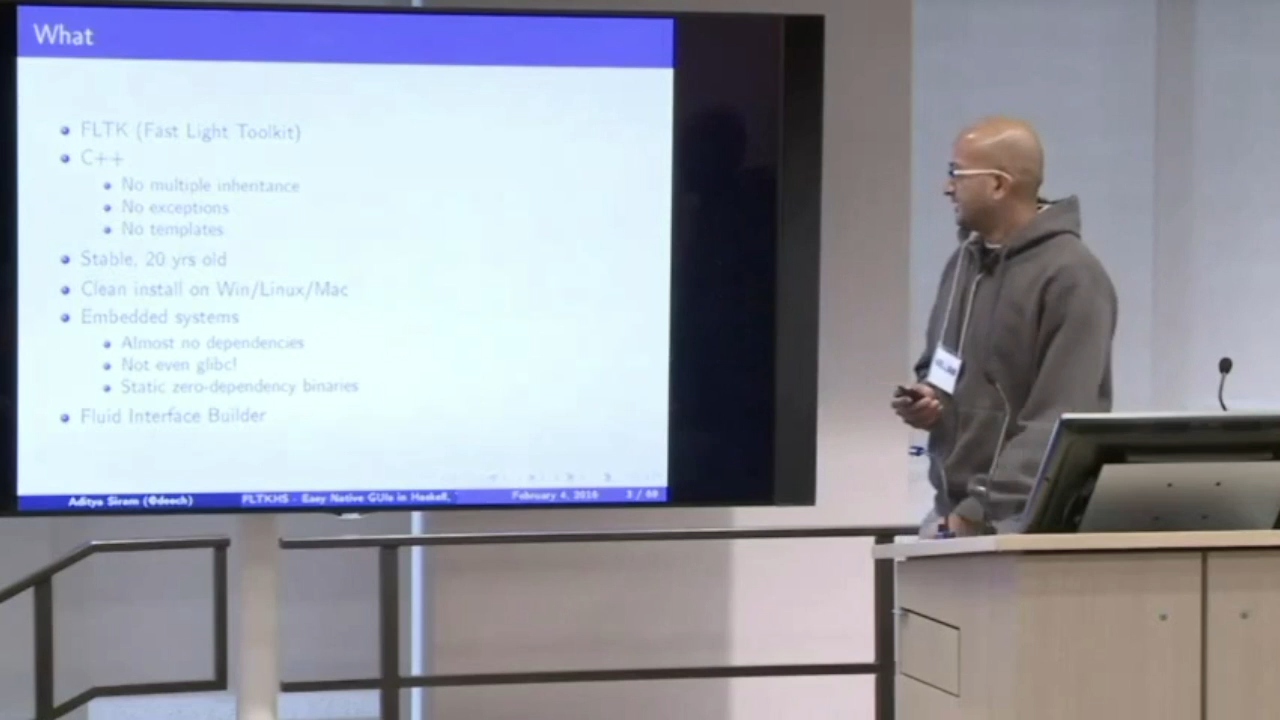 What
FLTK (Fast Light Toolkit)
C++
No multiple inheritance
No exceptions
No templates
Stable, 20 yrs old
Clean install on Win/Linux/Mac
Embedded systems
Almost no dependencies
Not even glibc!
Static zero-dependency binaries
Fluid Interface Builder
Aditya Siram (@deech) FLTKHS - Easy Native GUIs in Haskell, February 4, 2016 3 / 60